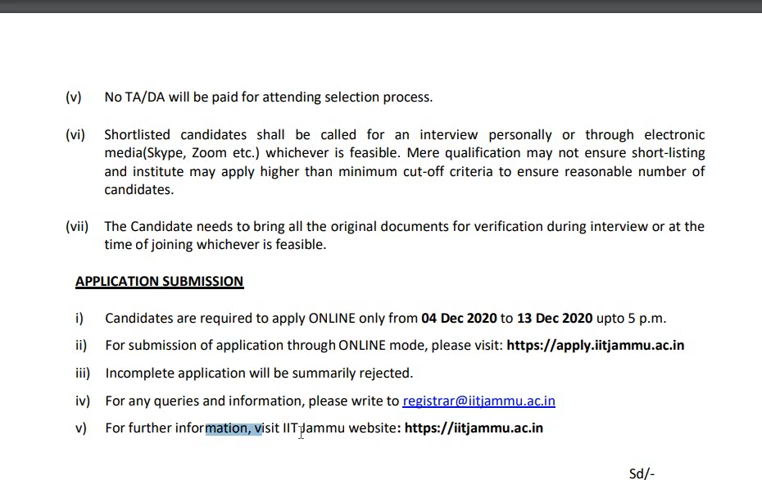 (v) No TA/DA will be paid for attending selection process.
(vi) Shortlisted candidates shall be called for an interview personally or through electronic
media(Skype, Zoom etc.) whichever is feasible. Mere qualification may not ensure short-listing
and institute may apply higher than minimum cut-off criteria to ensure reasonable number of
candidates.
(vii) The Candidate needs to bring all the original documents for verification during interview or at the
time of joining whichever is feasible.
APPLICATION SUBMISSION
i) Candidates are required to apply ONLINE only from 04 Dec 2020 to 13 Dec 2020 upto 5 p.m.
ii) For submission of application through ONLINE mode, please visit: https://apply.iitjammu.ac.in
iii) Incomplete application will be summarily rejected.
iv) For any queries and information, please write to registrar@iitjammu.ac.in
v) For further information, visit IIT Jammu website: https://iitjammu.ac.in
Sd/-